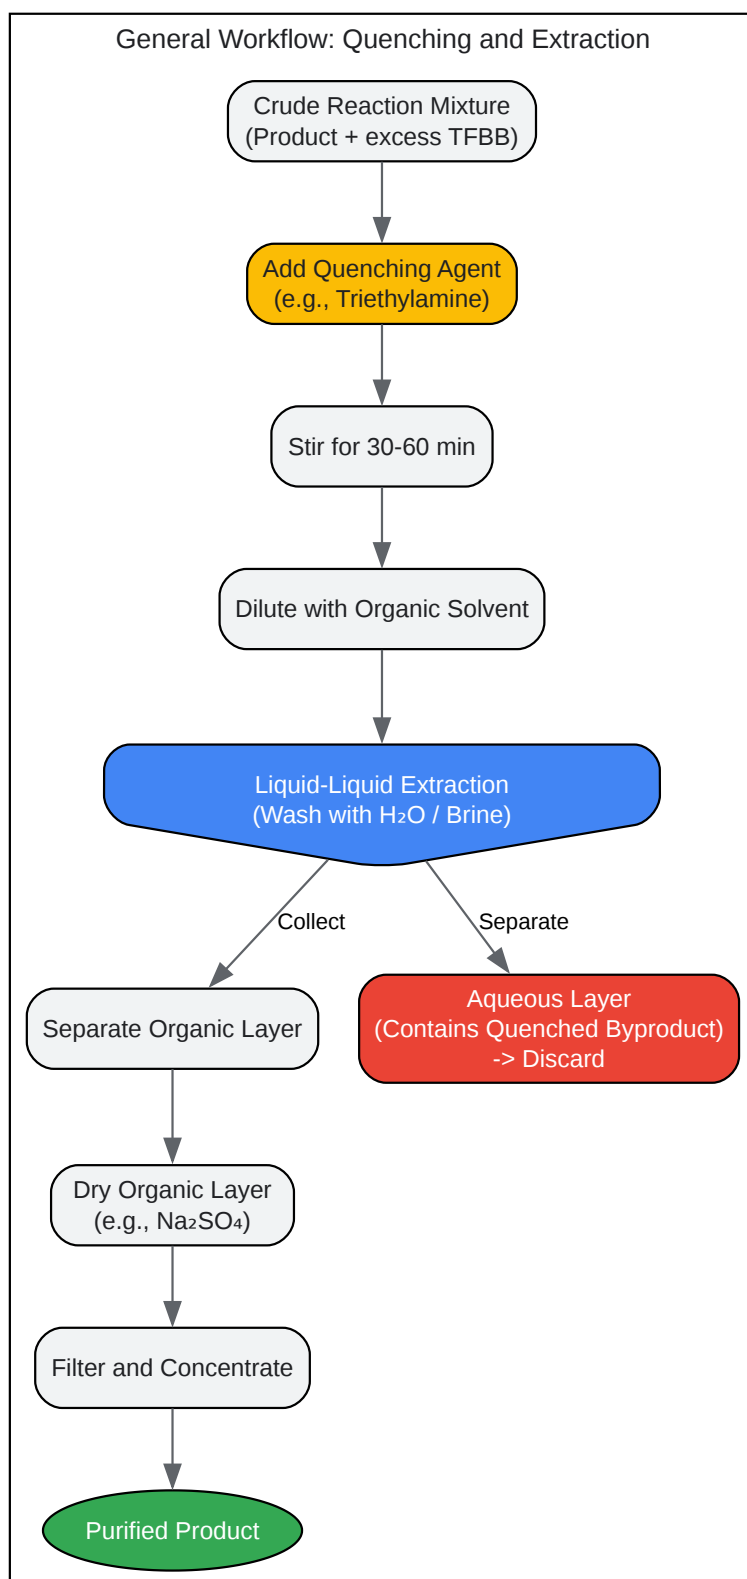 General Workflow: Quenching and Extraction
Crude Reaction Mixture
(Product + excess TFBB)
Add Quenching Agent
(e.g., Triethylamine)
Stir for 30-60 min
Dilute with Organic Solvent
Liquid-Liquid Extraction
(Wash with H₂O / Brine)
Collect
Separate
Separate Organic Layer
Aqueous Layer
(Contains Quenched Byproduct)
-> Discard
Dry Organic Layer
(e.g., Na₂SO₄)
Filter and Concentrate
Purified Product